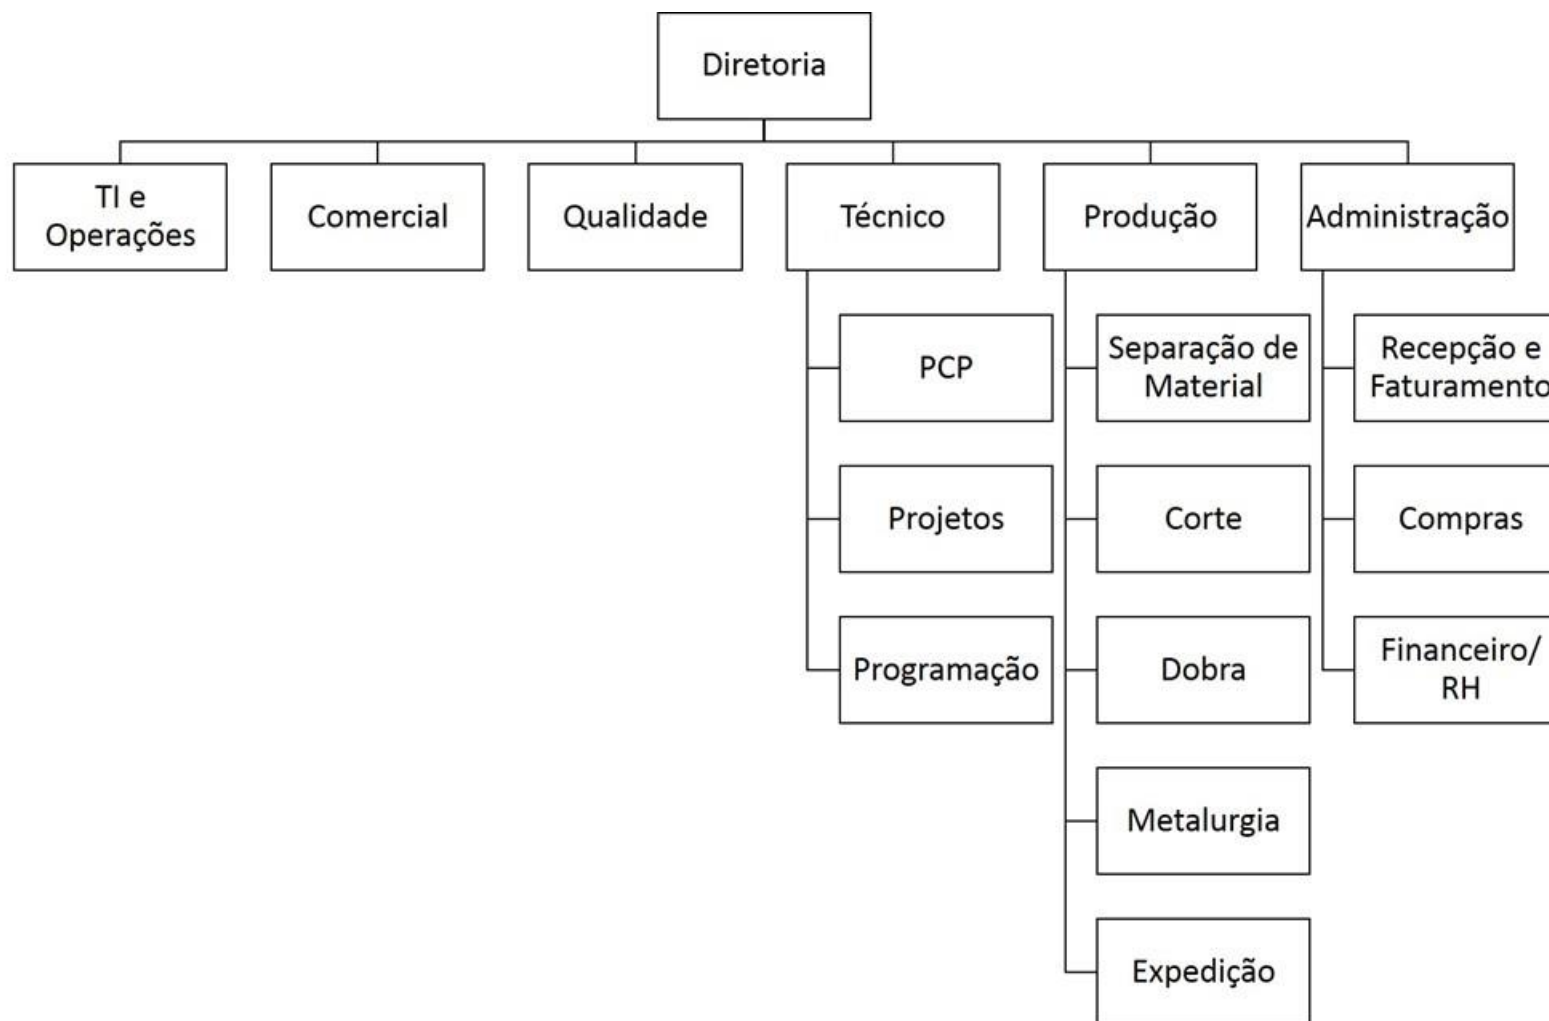 Diretoria
TI e
Operações
Comercial
Qualidade
Técnico
Produção
Administração
PCP
Separação de
Material
Recepção e
Faturamento
Projetos
Corte
Compras
Programação
Dobra
Financeiro/
RH
Metalurgia
Expedição